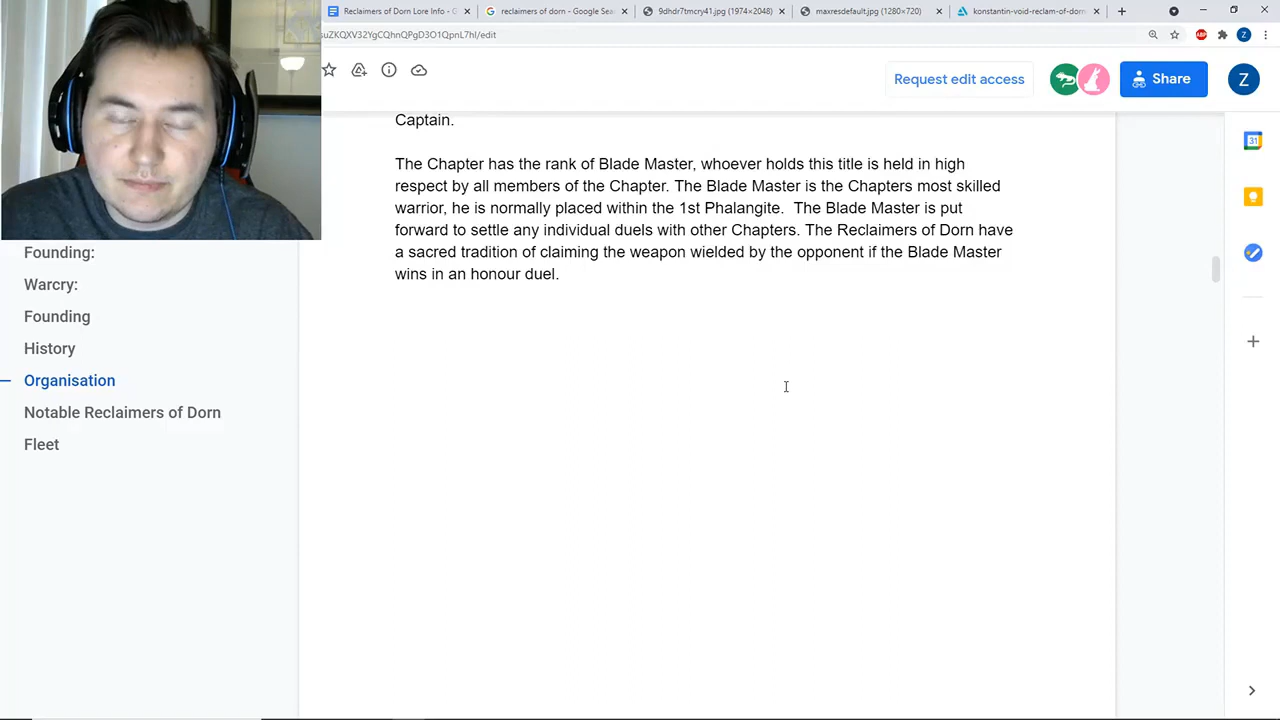 Reclaimers of Dorn Lore Info - G
reclaimers of dorn - Google Sea
9dhdr7tmcry41.jpg (1974×2048)
maxresdefault.jpg (1280×720)
konstantin-void-reclam-of-dorn-
suZKQXV32YgCQhnQPgD3O1QpnL7hI/edit
ABP
Z
Request edit access
Share
Z
31
Captain.
The Chapter has the rank of Blade Master, whoever holds this title is held in high
respect by all members of the Chapter. The Blade Master is the Chapters most skilled
warrior, he is normally placed within the 1st Phalangite.  The Blade Master is put
forward to settle any individual duels with other Chapters. The Reclaimers of Dorn have
a sacred tradition of claiming the weapon wielded by the opponent if the Blade Master
wins in an honour duel.
Founding:
Warcry:
Founding
History
Organisation
Notable Reclaimers of Dorn
Fleet